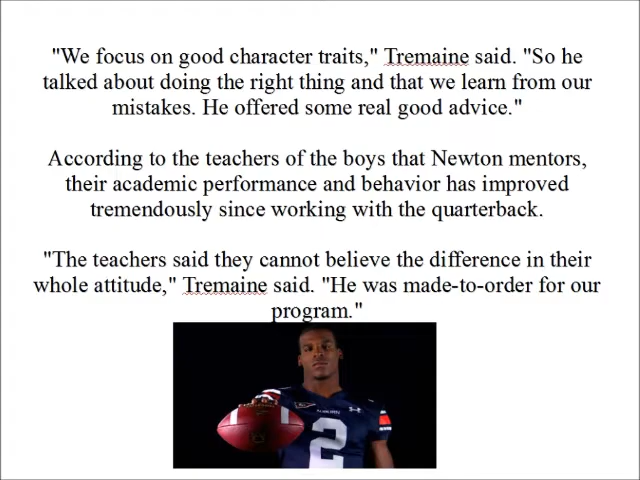 "We focus on good character traits," Tremaine said. "So he
talked about doing the right thing and that we learn from our
mistakes. He offered some real good advice."
According to the teachers of the boys that Newton mentors,
their academic performance and behavior has improved
tremendously since working with the quarterback.
"The teachers said they cannot believe the difference in their
whole attitude," Tremaine said. "He was made-to-order for our
program."
2